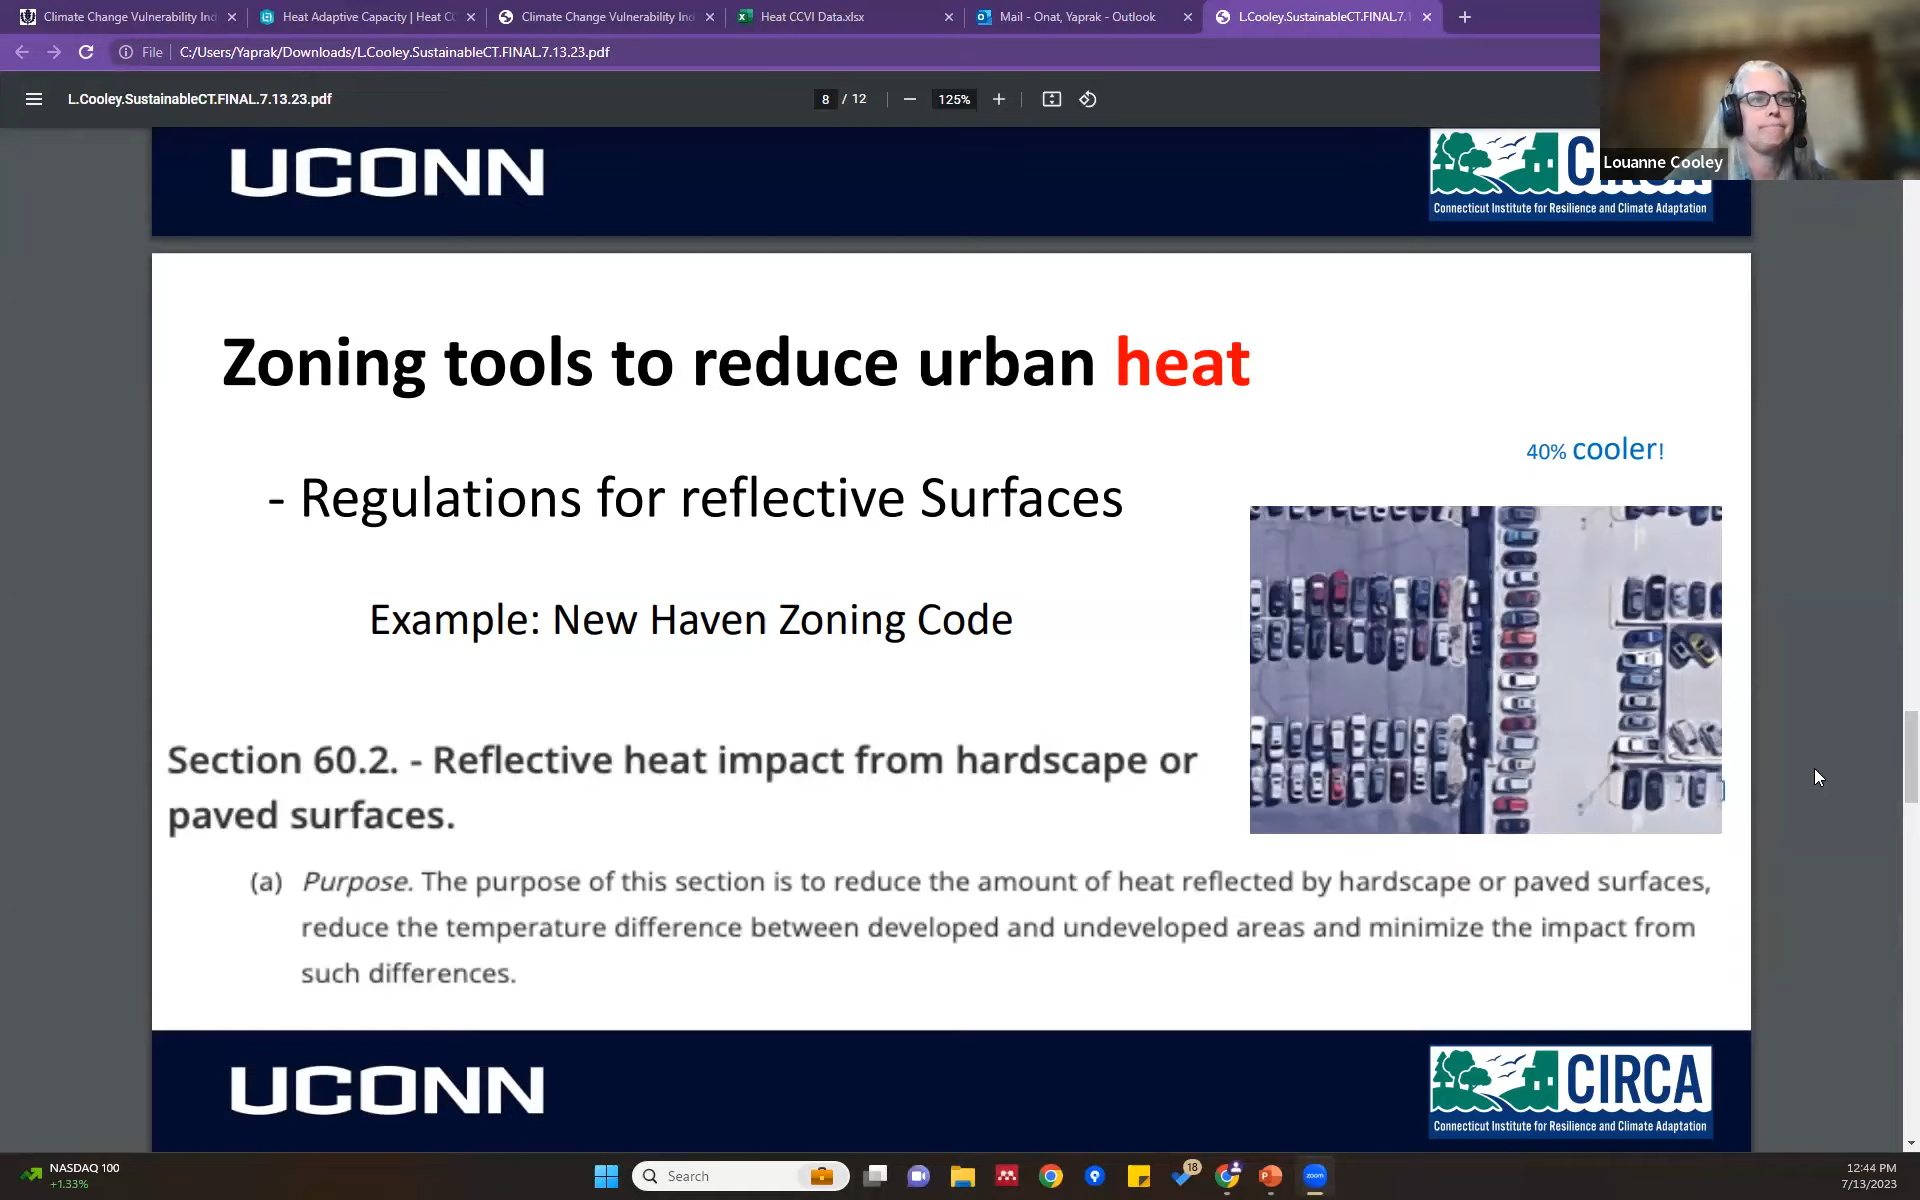 Climate Change Vulnerability Ind
Heat Adaptive Capacity | Heat CC
Climate Change Vulnerability Ind
Heat CCVI Data.xlsx
Mail - Onat, Yaprak - Outlook
L.Cooley.SustainableCT.FINAL.7.1
File
C:/Users/Yaprak/Downloads/L.Cooley.SustainableCT.FINAL.7.13.23.pdf
L.Cooley.SustainableCT.FINAL.7.13.23.pdf
8 / 12
125%
Louanne Cooley
UCONN
Connecticut Institute for Resilience and Climate Adaptation
Zoning tools to reduce urban heat
40% cooler!
- Regulations for reflective Surfaces
Example: New Haven Zoning Code
Section 60.2. - Reflective heat impact from hardscape or
paved surfaces.
(a) Purpose. The purpose of this section is to reduce the amount of heat reflected by hardscape or paved surfaces,
reduce the temperature difference between developed and undeveloped areas and minimize the impact from
such differences.
UCONN
CIRCA
Connecticut Institute for Resilience and Climate Adaptation
NASDAQ 100
+1.33%
Search
18
zoom
12:44 PM
7/13/2023